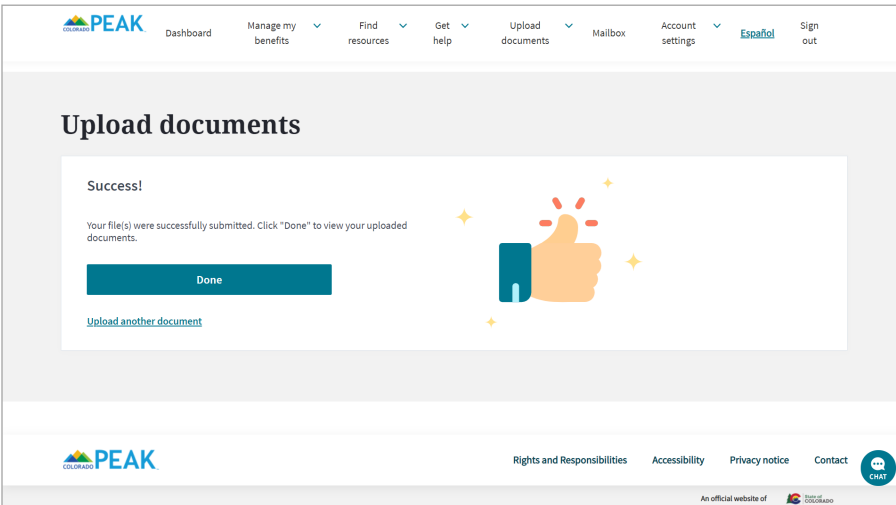 COLORADO PEAK
Dashboard
Manage my
benefits
Find
resources
Get
help
Upload
documents
Mailbox
Account
settings
Español
Sign
out
Upload documents
Success!
Your file(s) were successfully submitted. Click "Done" to view your uploaded
documents.
Done
Upload another document
COLORADO PEAK
Rights and Responsibilities
Accessibility
Privacy notice
Contact
CHAT
An official website of
State of
COLORADO